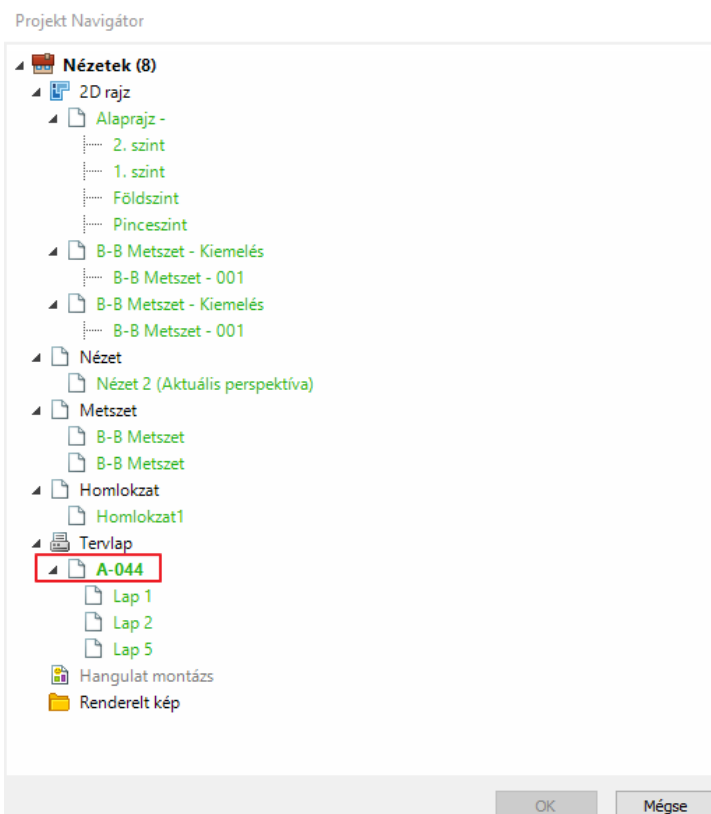 Projekt Navigátor
Nézetek (8)
2D rajz
Alaprajz -
2. szint
1. szint
Földszint
Pinceszint
B-B Metszet - Kiemelés
B-B Metszet - 001
B-B Metszet - Kiemelés
B-B Metszet - 001
Nézet
Nézet 2 (Aktuális perspektíva)
Metszet
B-B Metszet
B-B Metszet
Homlokzat
Homlokzat1
Tervlap
A-044
Lap 1
Lap 2
Lap 5
Hangulat montázs
Renderelt kép
OK Mégse